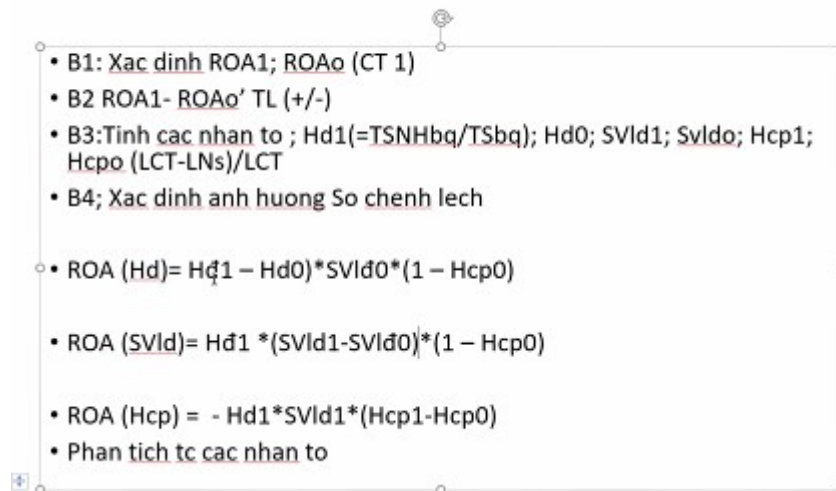 • B1: Xac dinh ROA1; ROAo (CT 1)
• B2 ROA1- ROAo’ TL (+/-)
• B3:Tinh cac nhan to ; Hd1(=TSNHbq/TSbq); Hd0; SVld1; Svldo; Hcp1;
Hcpo (LCT-LNs)/LCT
• B4; Xac dinh anh huong So chenh lech
• ROA (Hd)= Hđ1 – Hd0)*SVlđ0*(1 – Hcp0)
• ROA (SVld)= Hđ1 *(SVld1-SVlđ0)*(1 – Hcp0)
• ROA (Hcp) = - Hd1*SVld1*(Hcp1-Hcp0)
• Phan tich tc cac nhan to